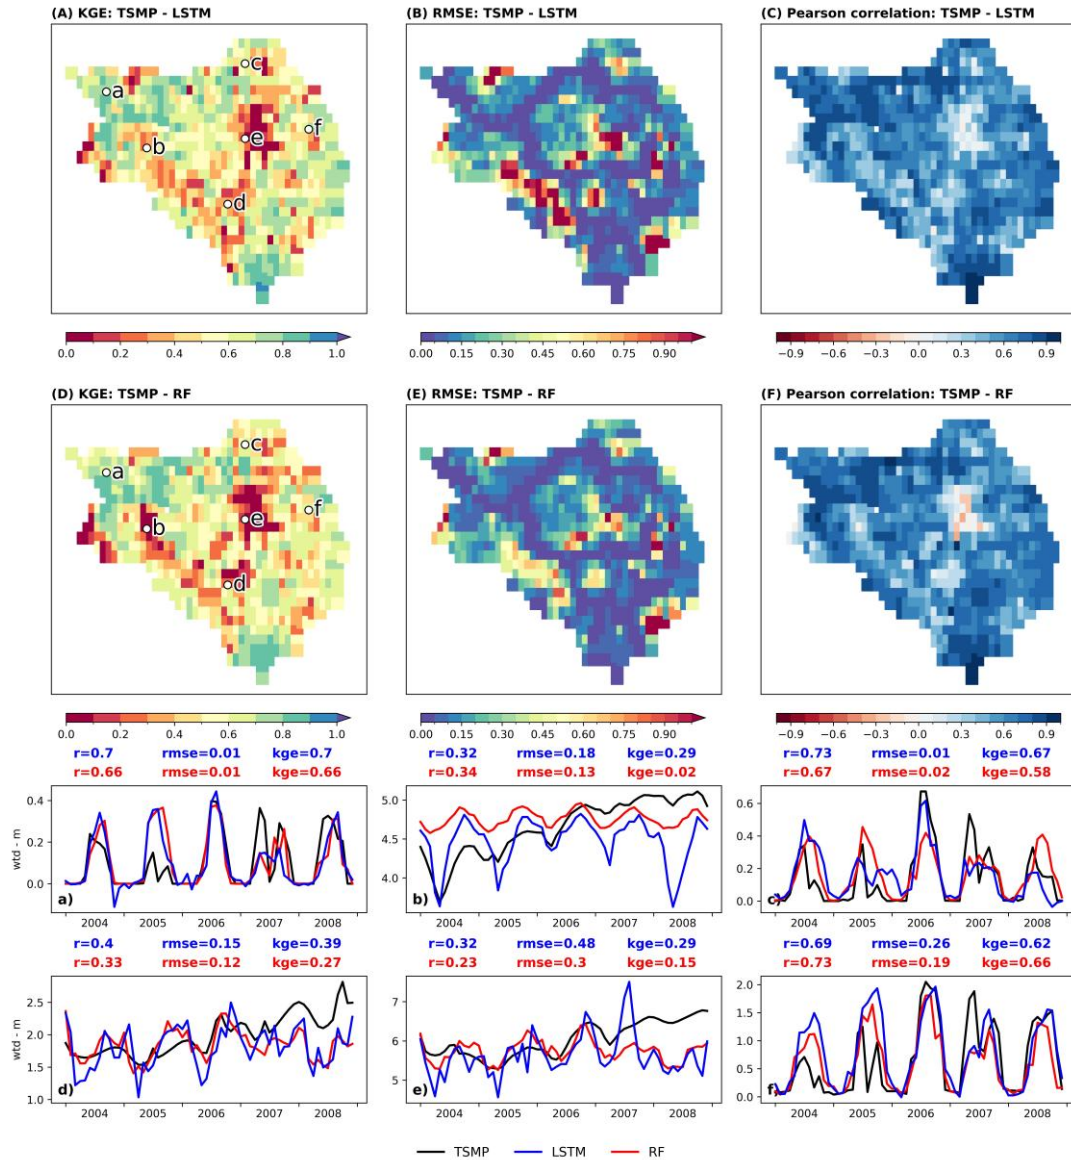 (A) KGE: TSMP - LSTM
(B) RMSE: TSMP - LSTM
(C) Pearson correlation: TSMP - LSTM
a
b
c
d
e
f
0.0 0.2 0.4 0.6 0.8 1.0
0.00 0.15 0.30 0.45 0.60 0.75 0.90
−0.9 −0.6 −0.3 0.0 0.3 0.6 0.9
(D) KGE: TSMP - RF
(E) RMSE: TSMP - RF
(F) Pearson correlation: TSMP - RF
a
b
c
d
e
f
0.0 0.2 0.4 0.6 0.8 1.0
0.00 0.15 0.30 0.45 0.60 0.75 0.90
−0.9 −0.6 −0.3 0.0 0.3 0.6 0.9
r=0.7 rmse=0.01 kge=0.7
r=0.66 rmse=0.01 kge=0.66
r=0.32 rmse=0.18 kge=0.29
r=0.34 rmse=0.13 kge=0.02
r=0.73 rmse=0.01 kge=0.67
r=0.67 rmse=0.02 kge=0.58
wtd - m
0.4
0.2
0.0
a)
2004 2005 2006 2007 2008
5.0
4.5
4.0
b)
2004 2005 2006 2007 2008
0.6
0.4
0.2
0.0
c)
2004 2005 2006 2007 2008
r=0.4 rmse=0.15 kge=0.39
r=0.33 rmse=0.12 kge=0.27
r=0.32 rmse=0.48 kge=0.29
r=0.23 rmse=0.3 kge=0.15
r=0.69 rmse=0.26 kge=0.62
r=0.73 rmse=0.19 kge=0.66
wtd - m
2.5
2.0
1.5
1.0
d)
2004 2005 2006 2007 2008
7
6
5
e)
2004 2005 2006 2007 2008
2.0
1.5
1.0
0.5
0.0
f)
2004 2005 2006 2007 2008
TSMP LSTM RF